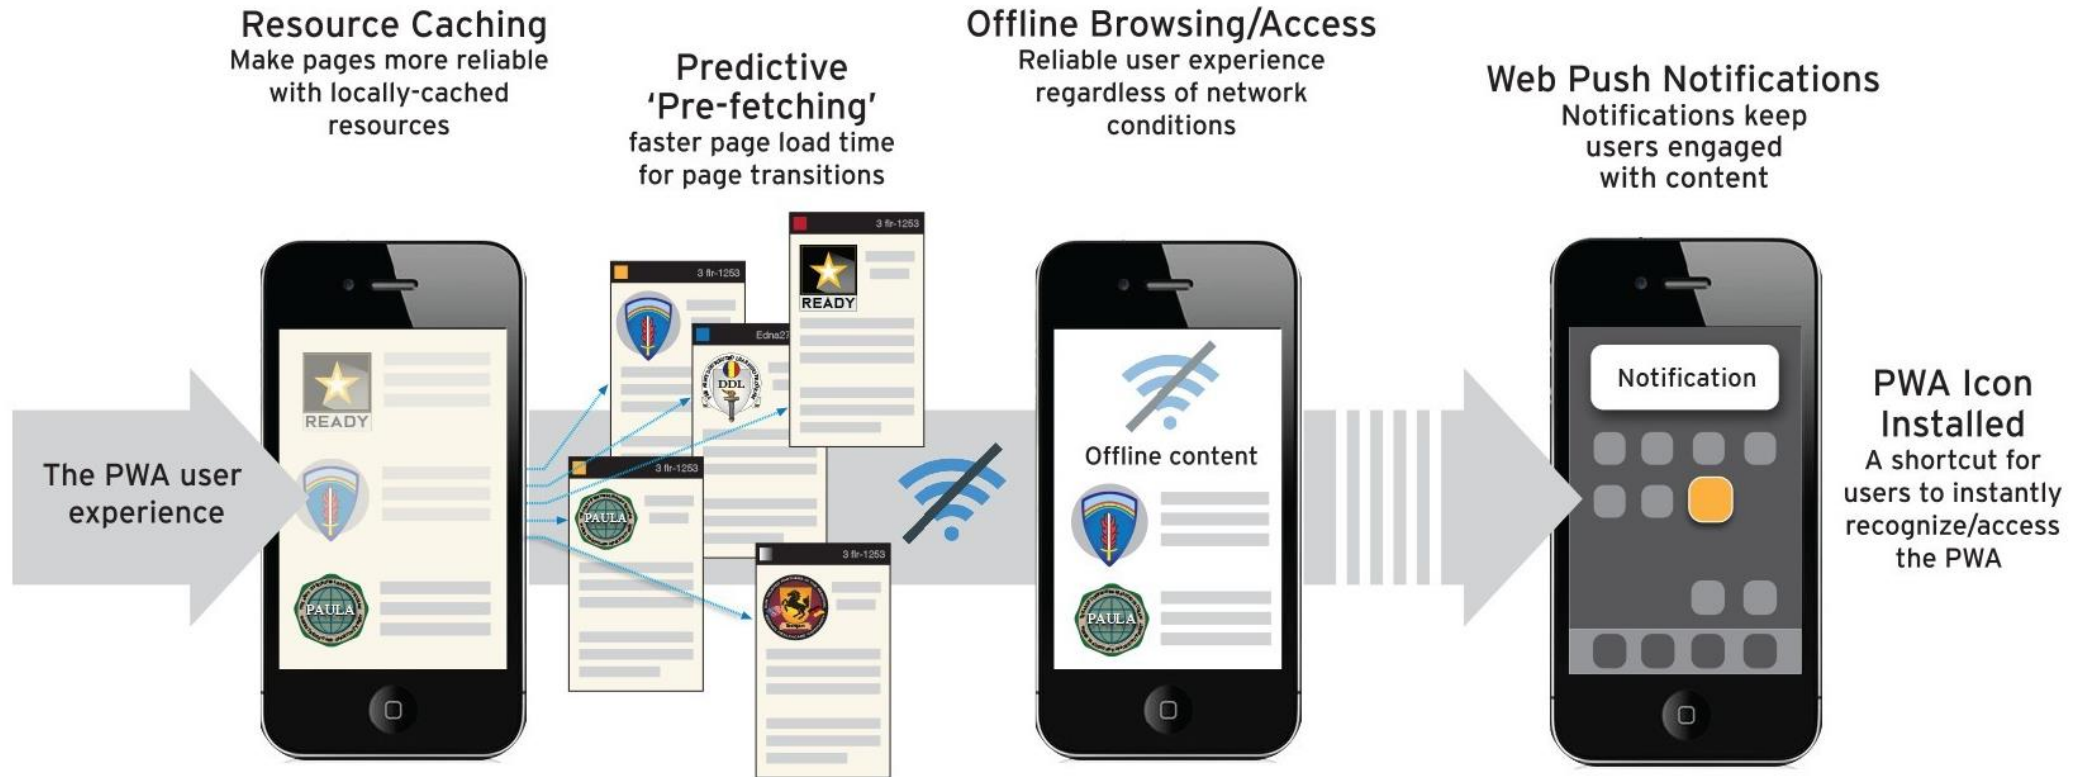 Resource Caching
Make pages more reliable
with locally-cached
resources
Predictive
‘Pre-fetching’
faster page load time
for page transitions
Offline Browsing/Access
Reliable user experience
regardless of network
conditions
Web Push Notifications
Notifications keep
users engaged
with content
The PWA user
experience
READY
PAULA
3 flr-1253
3 flr-1253
READY
Edna27
DDL
3 flr-1253
PAULA
3 flr-1253
Offline content
PAULA
Notification
PWA Icon
Installed
A shortcut for
users to instantly
recognize/access
the PWA